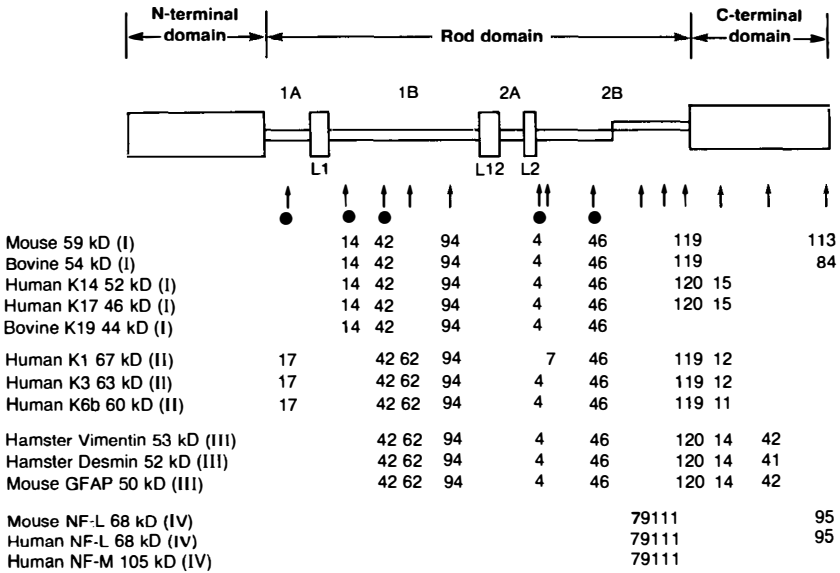 N-terminal domain Rod domain C-terminal domain
1A 1B 2A 2B
L1 L12 L2
Mouse 59 kD (I) 14 42 94 4 46 119 113
Bovine 54 kD (I) 14 42 94 4 46 119 84
Human K14 52 kD (I) 14 42 94 4 46 120 15
Human K17 46 kD (I) 14 42 94 4 46 120 15
Bovine K19 44 kD (I) 14 42 94 4 46
Human K1 67 kD (II) 17 42 62 94 7 46 119 12
Human K3 63 kD (II) 17 42 62 94 4 46 119 12
Human K6b 60 kD (II) 17 42 62 94 4 46 119 11
Hamster Vimentin 53 kD (III) 42 62 94 4 46 120 14 42
Hamster Desmin 52 kD (III) 42 62 94 4 46 120 14 41
Mouse GFAP 50 kD (III) 42 62 94 4 46 120 14 42
Mouse NF-L 68 kD (IV) 79111 95
Human NF-L 68 kD (IV) 79111 95
Human NF-M 105 kD (IV) 79111